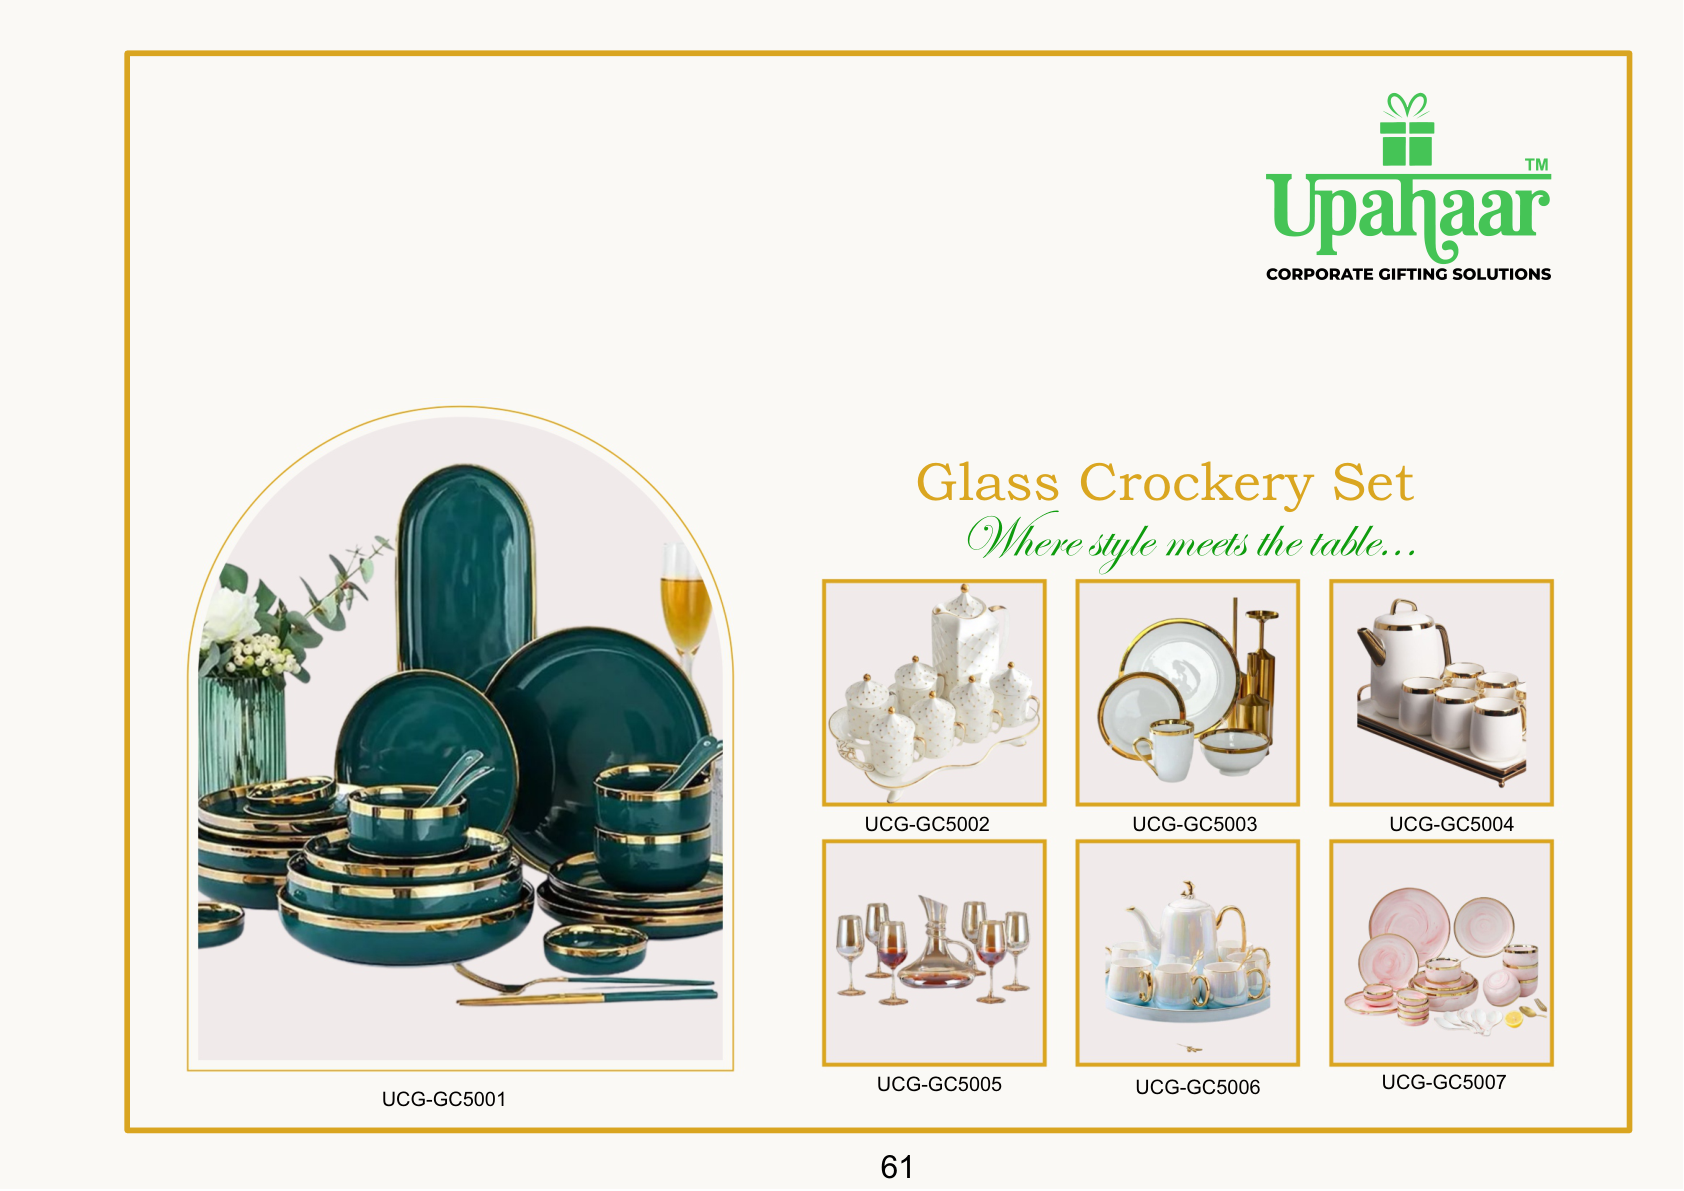 TM
Upahaar
CORPORATE GIFTING SOLUTIONS
Glass Crockery Set
Where style meets the table...
UCG-GC5001
UCG-GC5002
UCG-GC5003
UCG-GC5004
UCG-GC5005
UCG-GC5006
UCG-GC5007
61